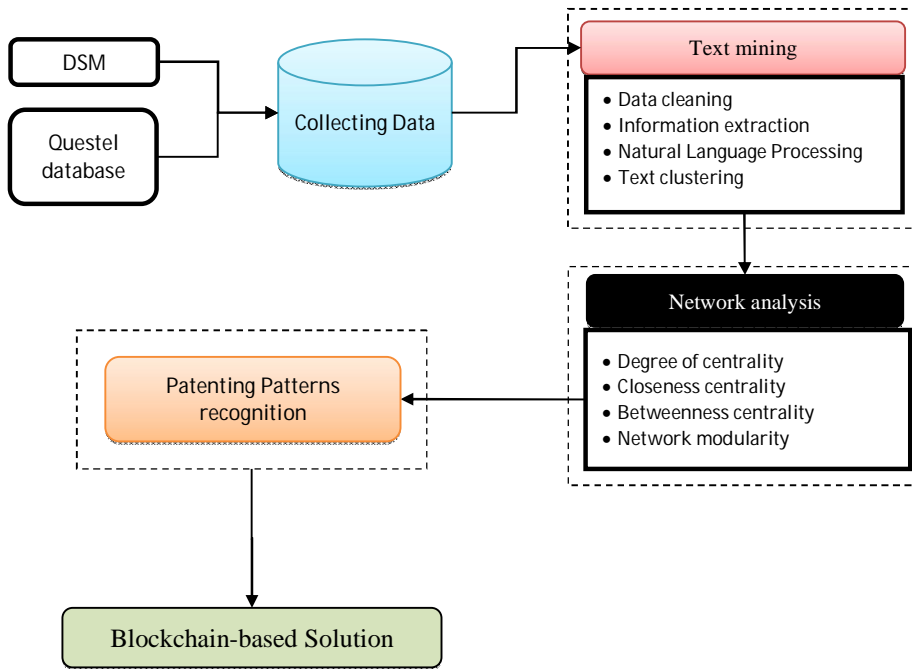 DSM
Questel
database
Collecting Data
Text mining
• Data cleaning
• Information extraction
• Natural Language Processing
• Text clustering
Network analysis
• Degree of centrality
• Closeness centrality
• Betweenness centrality
• Network modularity
Patenting Patterns
recognition
Blockchain-based Solution